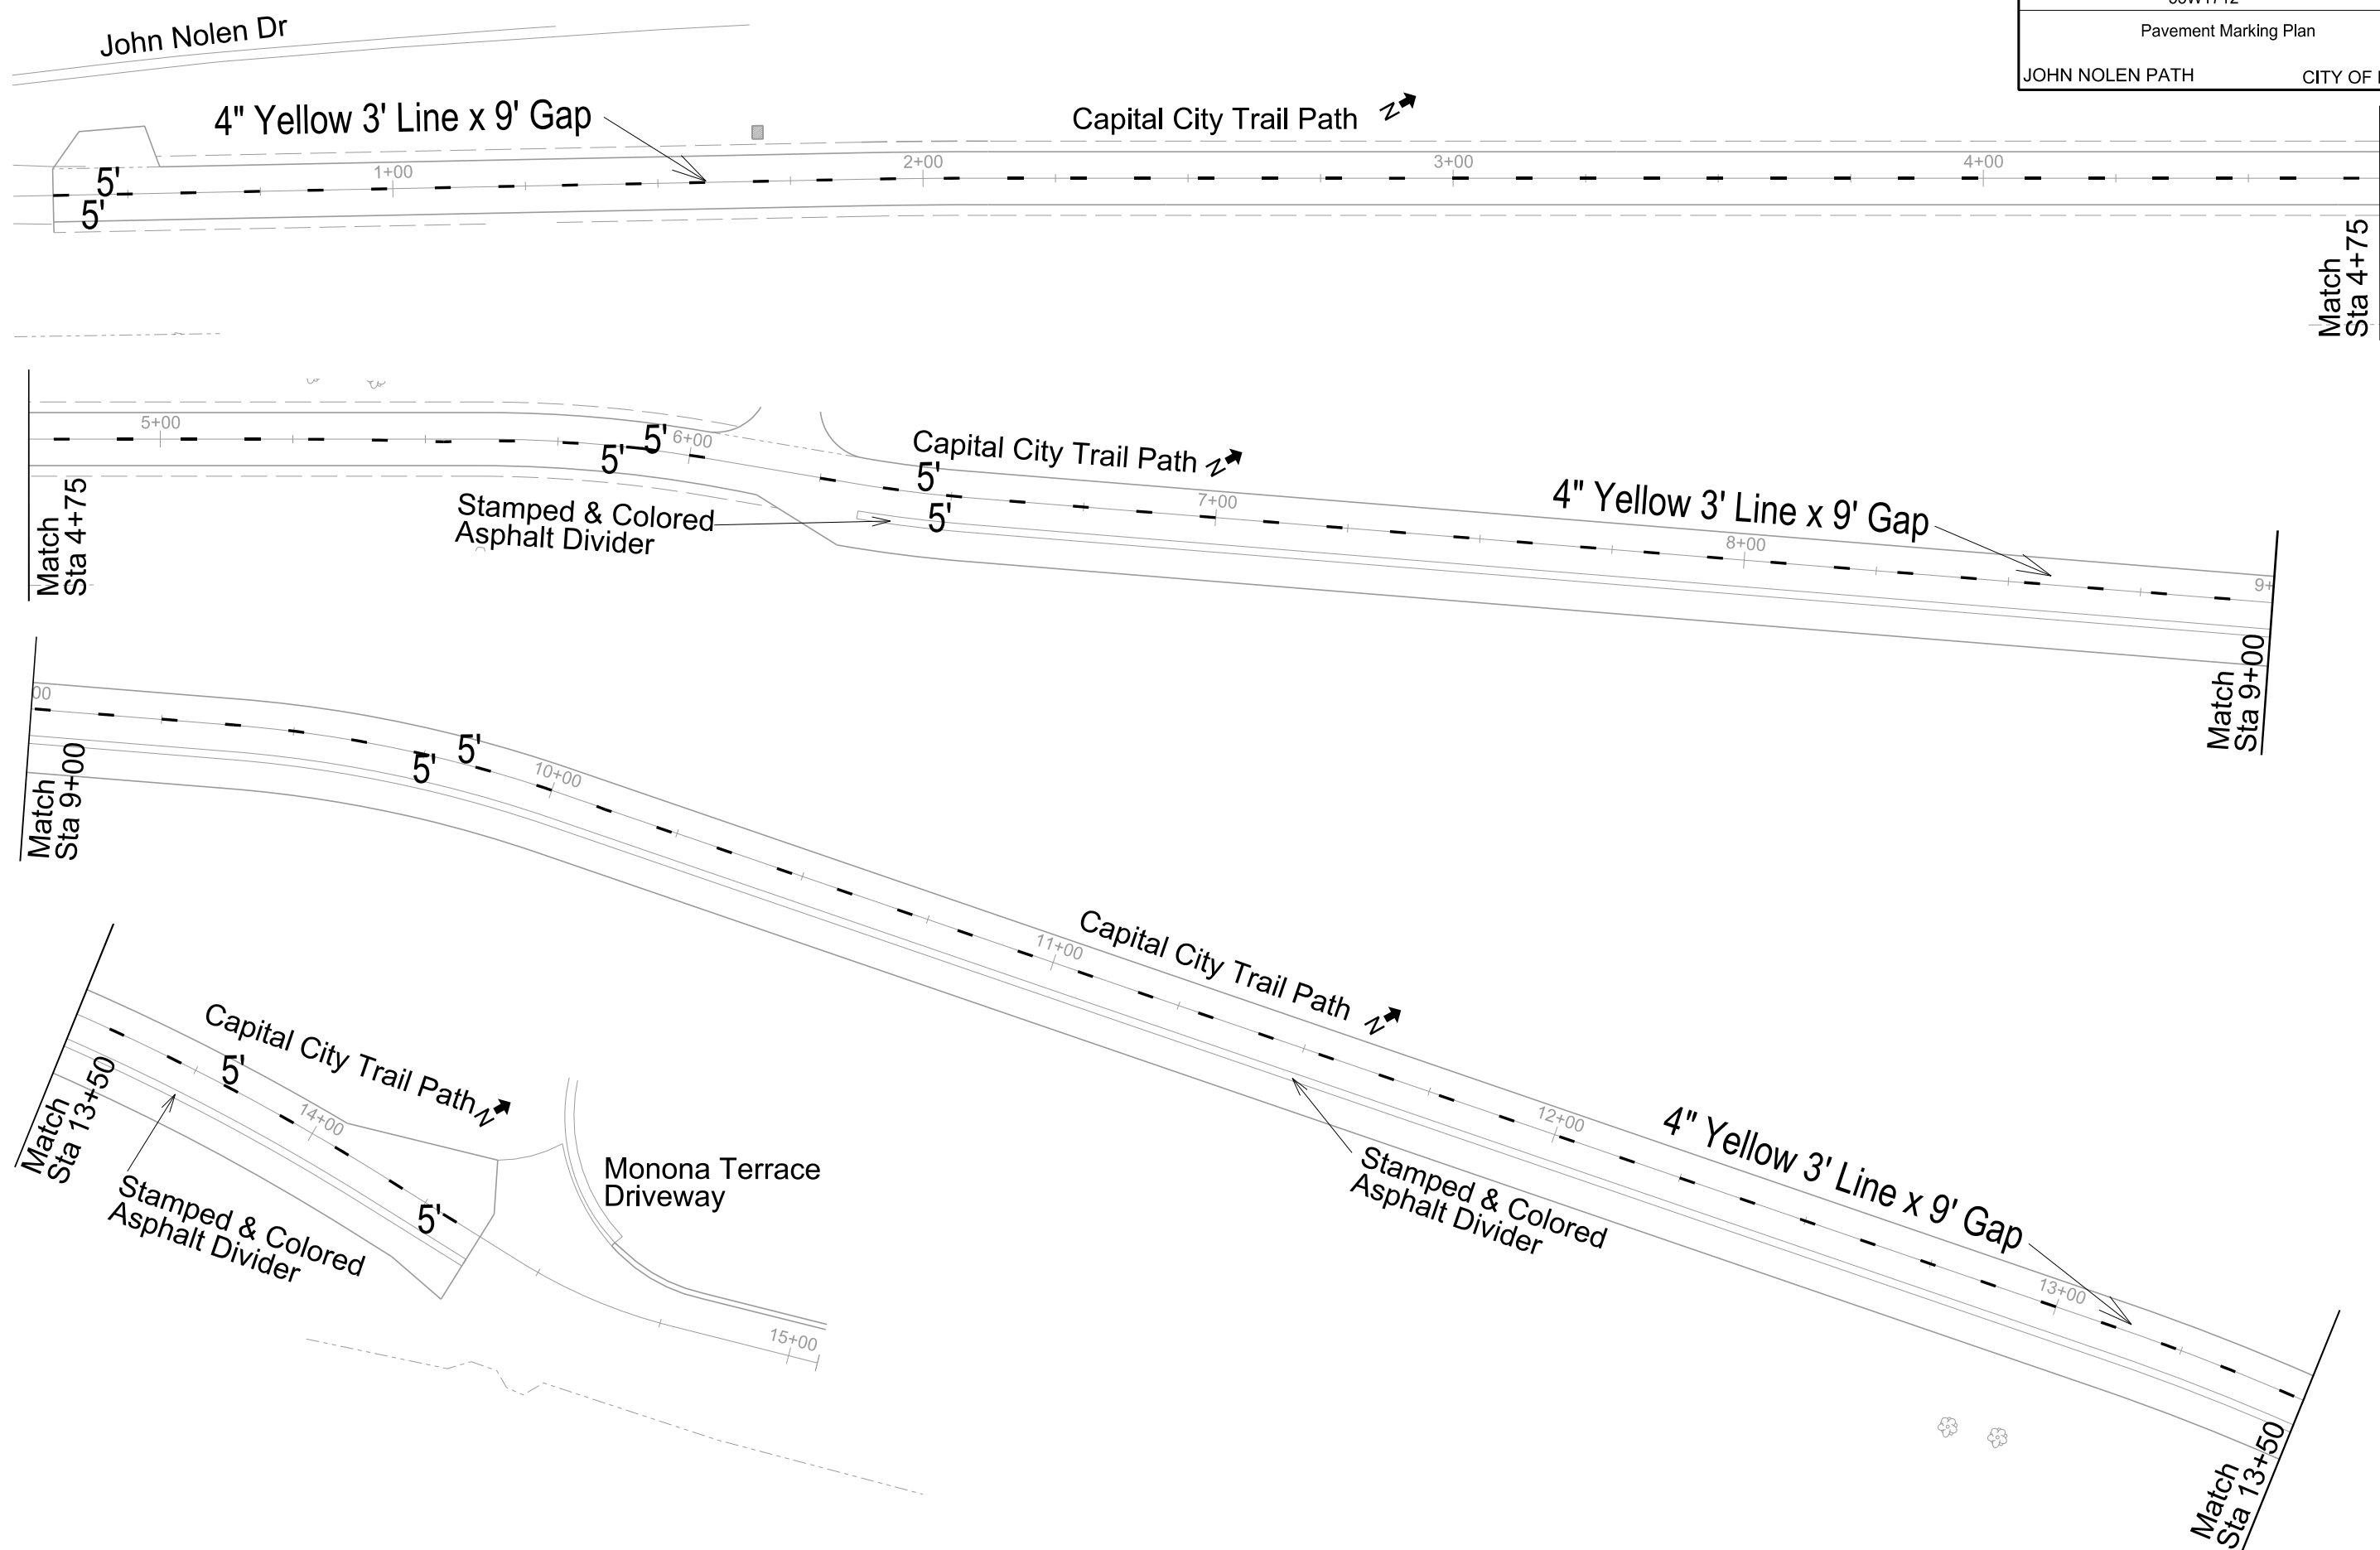 Pavement Marking Plan
JOHN NOLEN PATH
CITY OF
John Nolen Dr
4" Yellow 3' Line x 9' Gap
Capital City Trail Path N
5'
5'
1+00
2+00
3+00
4+00
Match
Sta 4+75
Match
Sta 4+75
5+00
5'
5'
6+00
Capital City Trail Path N
5'
5'
Stamped & Colored
Asphalt Divider
7+00
4" Yellow 3' Line x 9' Gap
8+00
9+
Match
Sta 9+00
00
Match
Sta 9+00
5'
5'
10+00
11+00
Capital City Trail Path N
12+00
Stamped & Colored
Asphalt Divider
4" Yellow 3' Line x 9' Gap
13+00
Match
Sta 13+50
Match
Sta 13+50
Capital City Trail Path N
5'
14+00
5'
Stamped & Colored
Asphalt Divider
Monona Terrace
Driveway
15+00